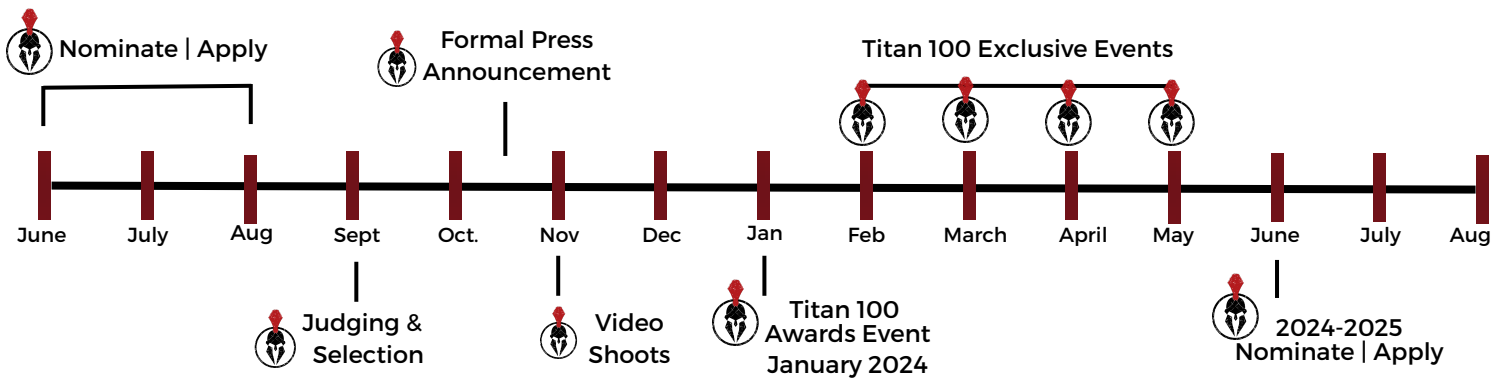 Nominate | Apply
Formal Press
Announcement
Titan 100 Exclusive Events
June
July
Aug
Sept
Oct.
Nov
Dec
Jan
Feb
March
April
May
June
July
Aug
Judging &
Selection
Video
Shoots
Titan 100
Awards Event
January 2024
2024-2025
Nominate | Apply